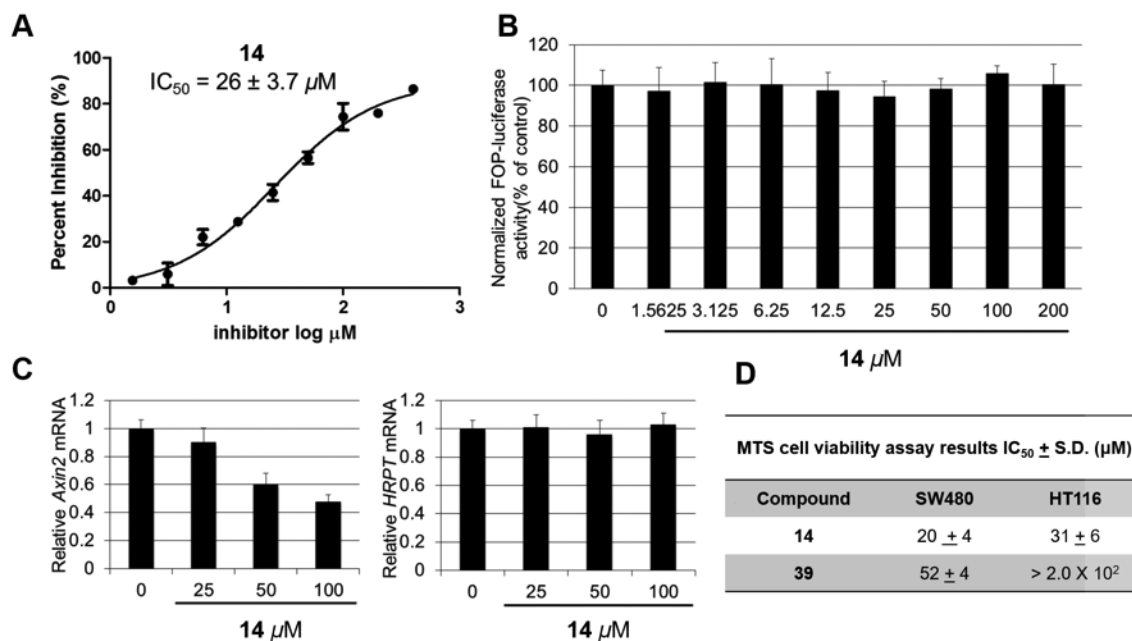 A
14
IC50 = 26 ± 3.7 µM
Percent Inhibition (%)
100
80
60
40
20
0
0 1 2 3
inhibitor log µM
B
Normalized FOP-luciferase
activity(% of control)
120
100
80
60
40
20
0
0 1.5625 3.125 6.25 12.5 25 50 100 200
14 µM
C
Relative Axin2 mRNA
1.2
1
0.8
0.6
0.4
0.2
0
0 25 50 100
14 µM
Relative HRPT mRNA
1.2
1
0.8
0.6
0.4
0.2
0
0 25 50 100
14 µM
D
MTS cell viability assay results IC50 ± S.D. (µM)
Compound SW480 HT116
14 20 ± 4 31 ± 6
39 52 ± 4 > 2.0 X 10²